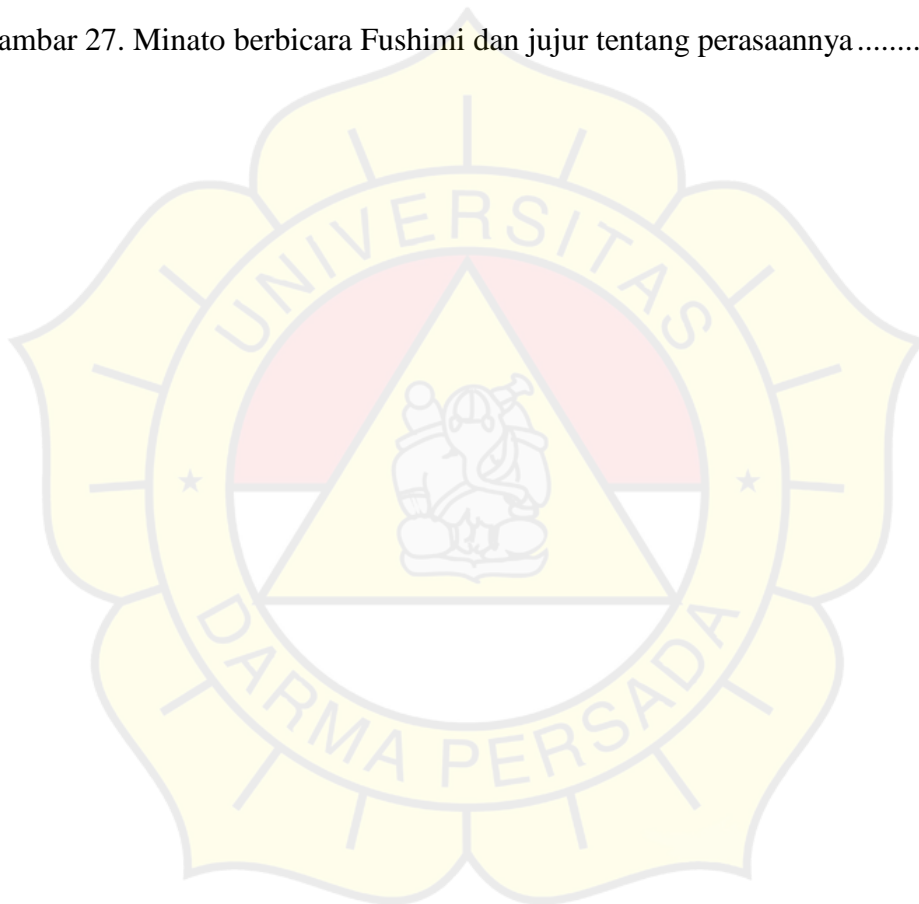 ambar 27. Minato berbicara Fushimi dan jujur tentang perasaannya ........
UNIVERSITAS
DARMA PERSADA